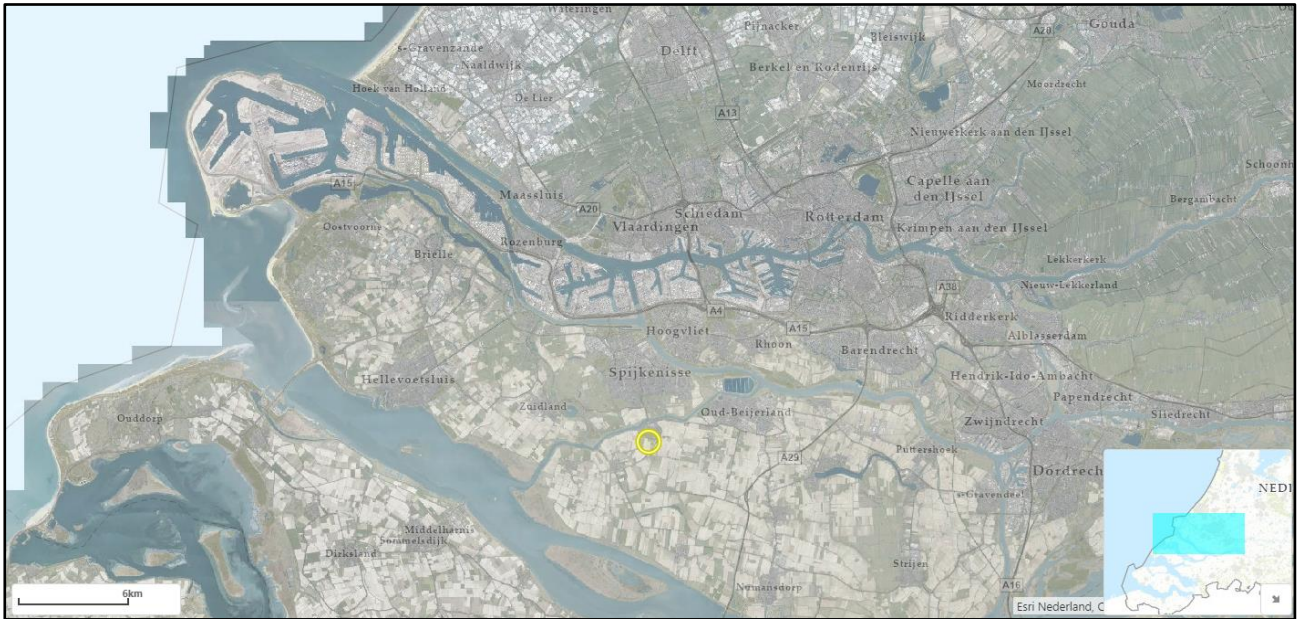 Wateringen
Pijnacker
Gouda
Bleiswijk
A20
s-Gravenzande
Delft
Naaldwijk
Berkel en Rodenrijs
Hoek van Holland
Moordrecht
De Lier
A13
Nieuwerkerk aan den IJssel
Schoonh
A15
Maassluis
Capelle aan
den IJssel
Bergambacht
A20
Schiedam
Vlaardingen
Rotterdam
Oostvoorne
Krimpen aan den IJssel
Rozenburg
Brielle
Lekkerkerk
Nieuw-Lekkerland
A38
A4
Ridderkerk
Hoogvliet
A15
Alblasserdam
Rhoon
Barendrecht
Spijkenisse
Hellevoetsluis
Hendrik-Ido-Ambacht
Papendrecht
Zuidland
Oud-Beijerland
Ouddorp
Zwijndrecht
Sliedrecht
Puttershoek
A29
Dordrech
s-Gravendeel
NEDI
Middelharnis
Sommelsdijk
Dirksland
Strijen
Numansdorp
A16
6km
Esri Nederland, C